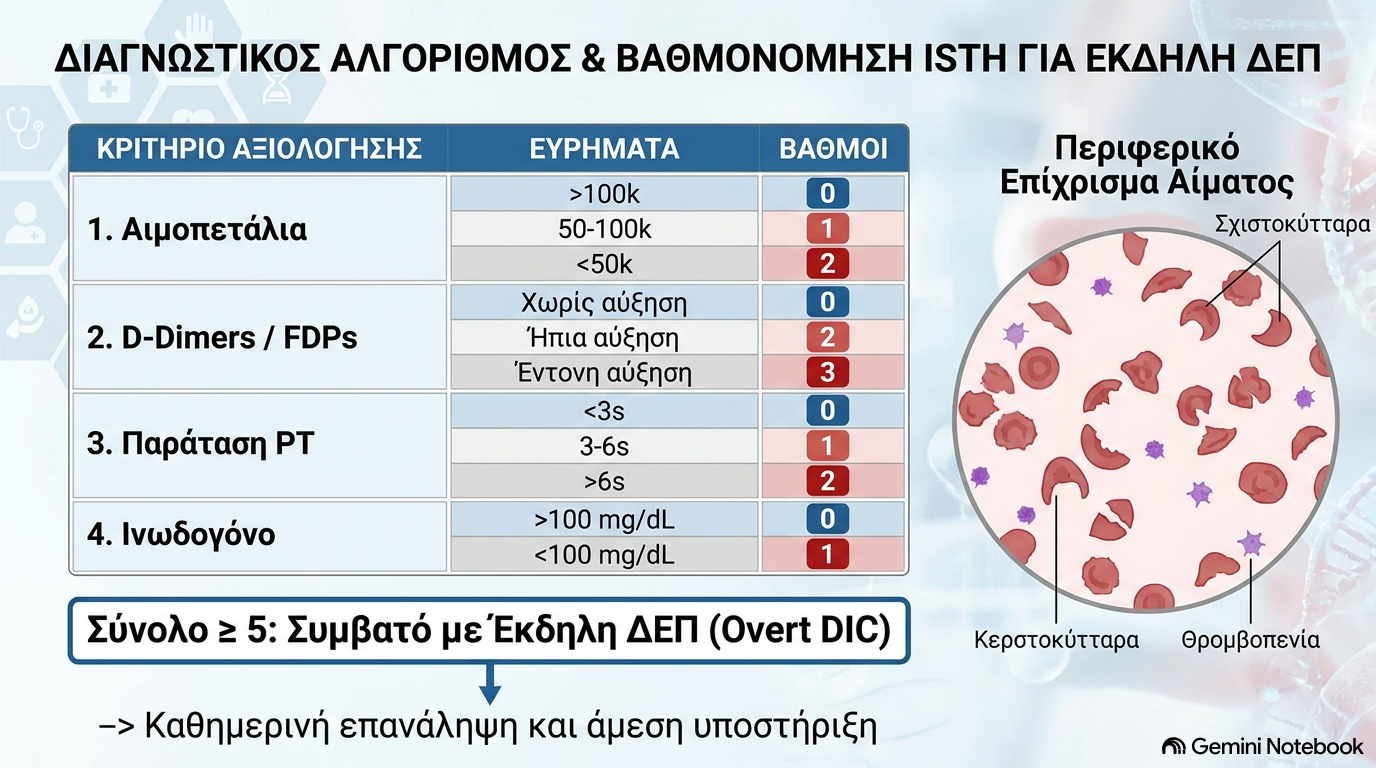 ΔΙΑΓΝΩΣΤΙΚΟΣ ΑΛΓΟΡΙΘΜΟΣ & ΒΑΘΜΟΝΟΜΗΣΗ ISTH ΓΙΑ ΕΚΔΗΛΗ ΔΕΠ
ΚΡΙΤΗΡΙΟ ΑΞΙΟΛΟΓΗΣΗΣ ΕΥΡΗΜΑΤΑ ΒΑΘΜΟΙ
1. Αιμοπετάλια
>100k 0
50-100k 1
<50k 2
2. D-Dimers / FDPs
Χωρίς αύξηση 0
Ήπια αύξηση 2
Έντονη αύξηση 3
3. Παράταση PT
<3s 0
3-6s 1
>6s 2
4. Ινωδογόνο
>100 mg/dL 0
<100 mg/dL 1
Σύνολο ≥ 5: Συμβατό με Έκδηλη ΔΕΠ (Overt DIC)
–> Καθημερινή επανάληψη και άμεση υποστήριξη
Περιφερικό
Επίχρισμα Αίματος
Σχιστοκύτταρα
Κερστοκύτταρα
Θρομβοπενία
Gemini Notebook